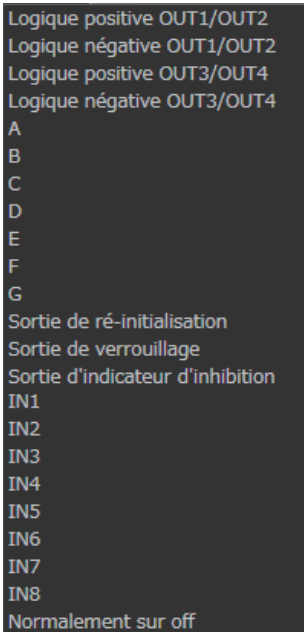 Logique positive OUT1/OUT2
Logique négative OUT1/OUT2
Logique positive OUT3/OUT4
Logique négative OUT3/OUT4
A
B
C
D
E
F
G
Sortie de ré-initialisation
Sortie de verrouillage
Sortie d'indicateur d'inhibition
IN1
IN2
IN3
IN4
IN5
IN6
IN7
IN8
Normalement sur off